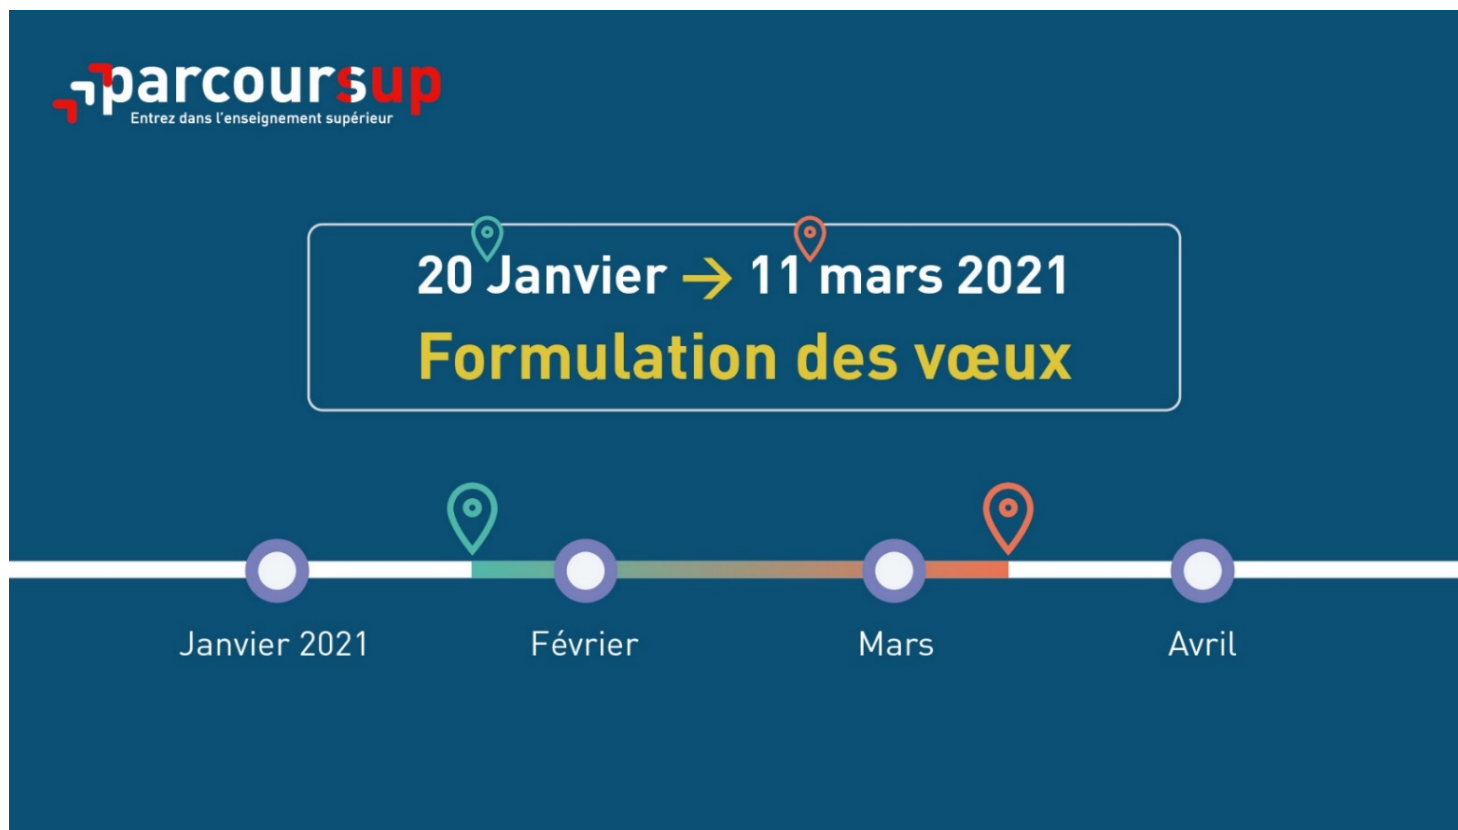 parcoursup
Entrez dans l'enseignement supérieur
20 Janvier → 11 mars 2021
Formulation des vœux
Janvier 2021 Février Mars Avril